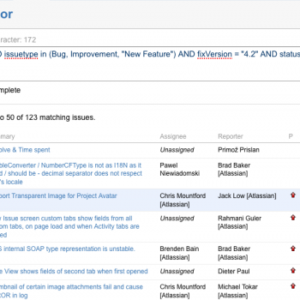 or
aracter: 172
issuetype in (Bug, Improvement, "New Feature") AND fixVersion = "4.2" AND status
mplete
to 50 of 123 matching issues.
mary Assignee Reporter P
olve & Time spent Unassigned Primož Prislan
bleConverter / NumberCFType is not as I18N as it Pawel Brad Baker
d / should be - decimal separator does not respect Niewiadomski [Atlassian]
's locale
port Transparent Image for Project Avatar Chris Mountford Jack Low [Atlassian]
[Atlassian]
e Issue screen custom tabs show fields from all Unassigned Rahmani Guler
om tabs, on page load and when Activity tabs are [Atlassian]
ed
S internal SOAP type representation is unstable. Brenden Bain Brad Baker
[Atlassian] [Atlassian]
e View shows fields of second tab when first opened Unassigned Dieter Paul
mbnail of certain image attachments fail and cause Chris Mountford Michael Tokar
OR in log [Atlassian] [Atlassian]